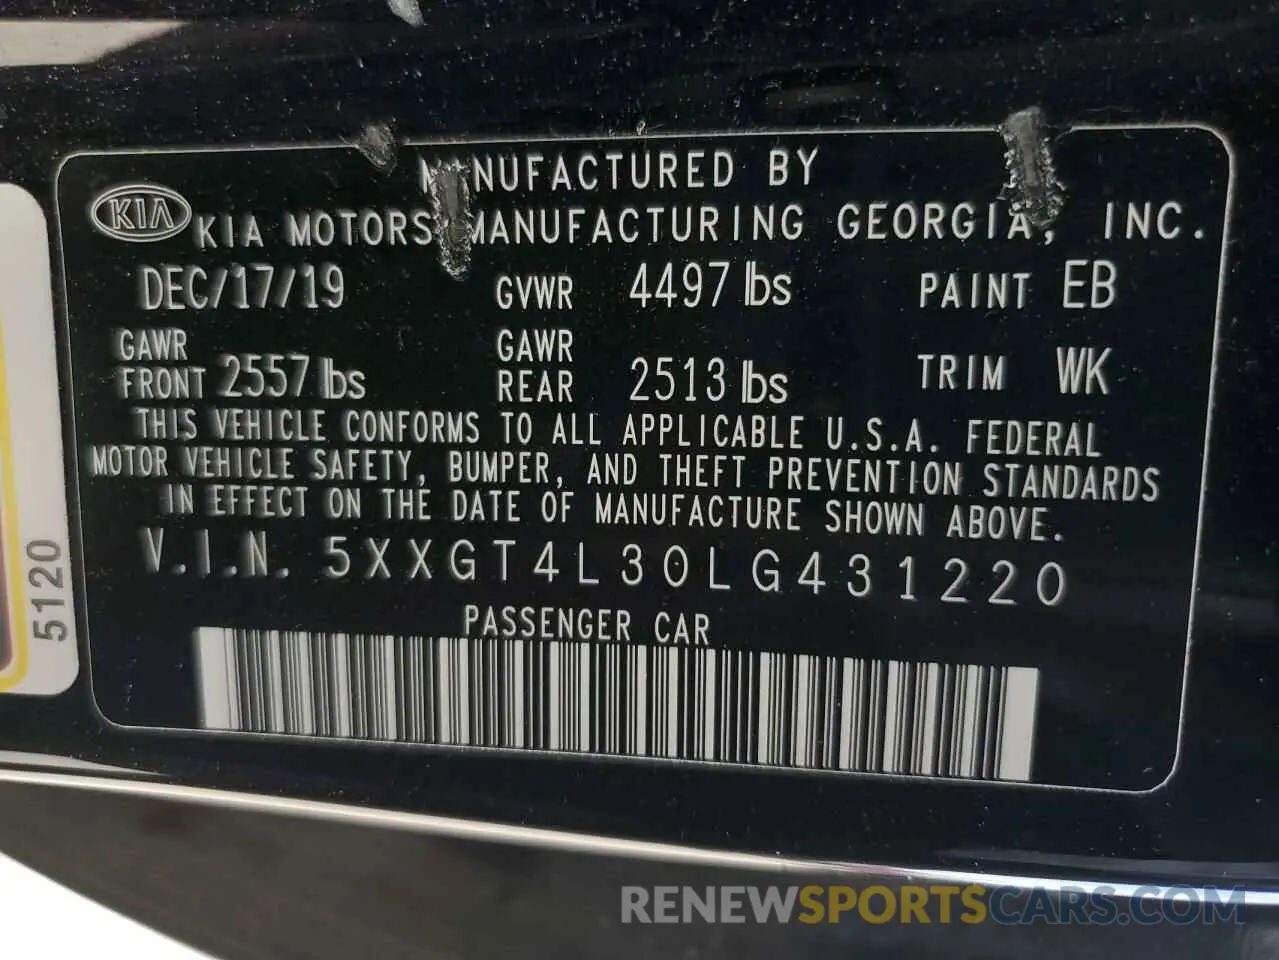 MANUFACTURED BY
KIA KIA MOTORS MANUFACTURING GEORGIA, INC.
DEC/17/19 GVWR 4497 lbs PAINT EB
GAWR FRONT 2557 lbs GAWR REAR 2513 lbs TRIM WK
THIS VEHICLE CONFORMS TO ALL APPLICABLE U.S.A. FEDERAL
MOTOR VEHICLE SAFETY, BUMPER, AND THEFT PREVENTION STANDARDS
IN EFFECT ON THE DATE OF MANUFACTURE SHOWN ABOVE.
V.I.N. 5XXGT4L30LG431220
PASSENGER CAR
5120
RENEWSPORTSCARS.COM